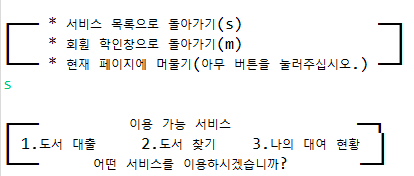 * 서비스 목록으로 돌아가기(s)
* 회횜 학인창으로 돌아가기(m)
* 현재 페이지에 머물기(아무 버튼을 눌러주십시오.)
s
이용 가능 서비스
1.도서 대출 2.도서 찾기 3.나의 대여 현황
어떤 서비스를 이용하시겠습니까?